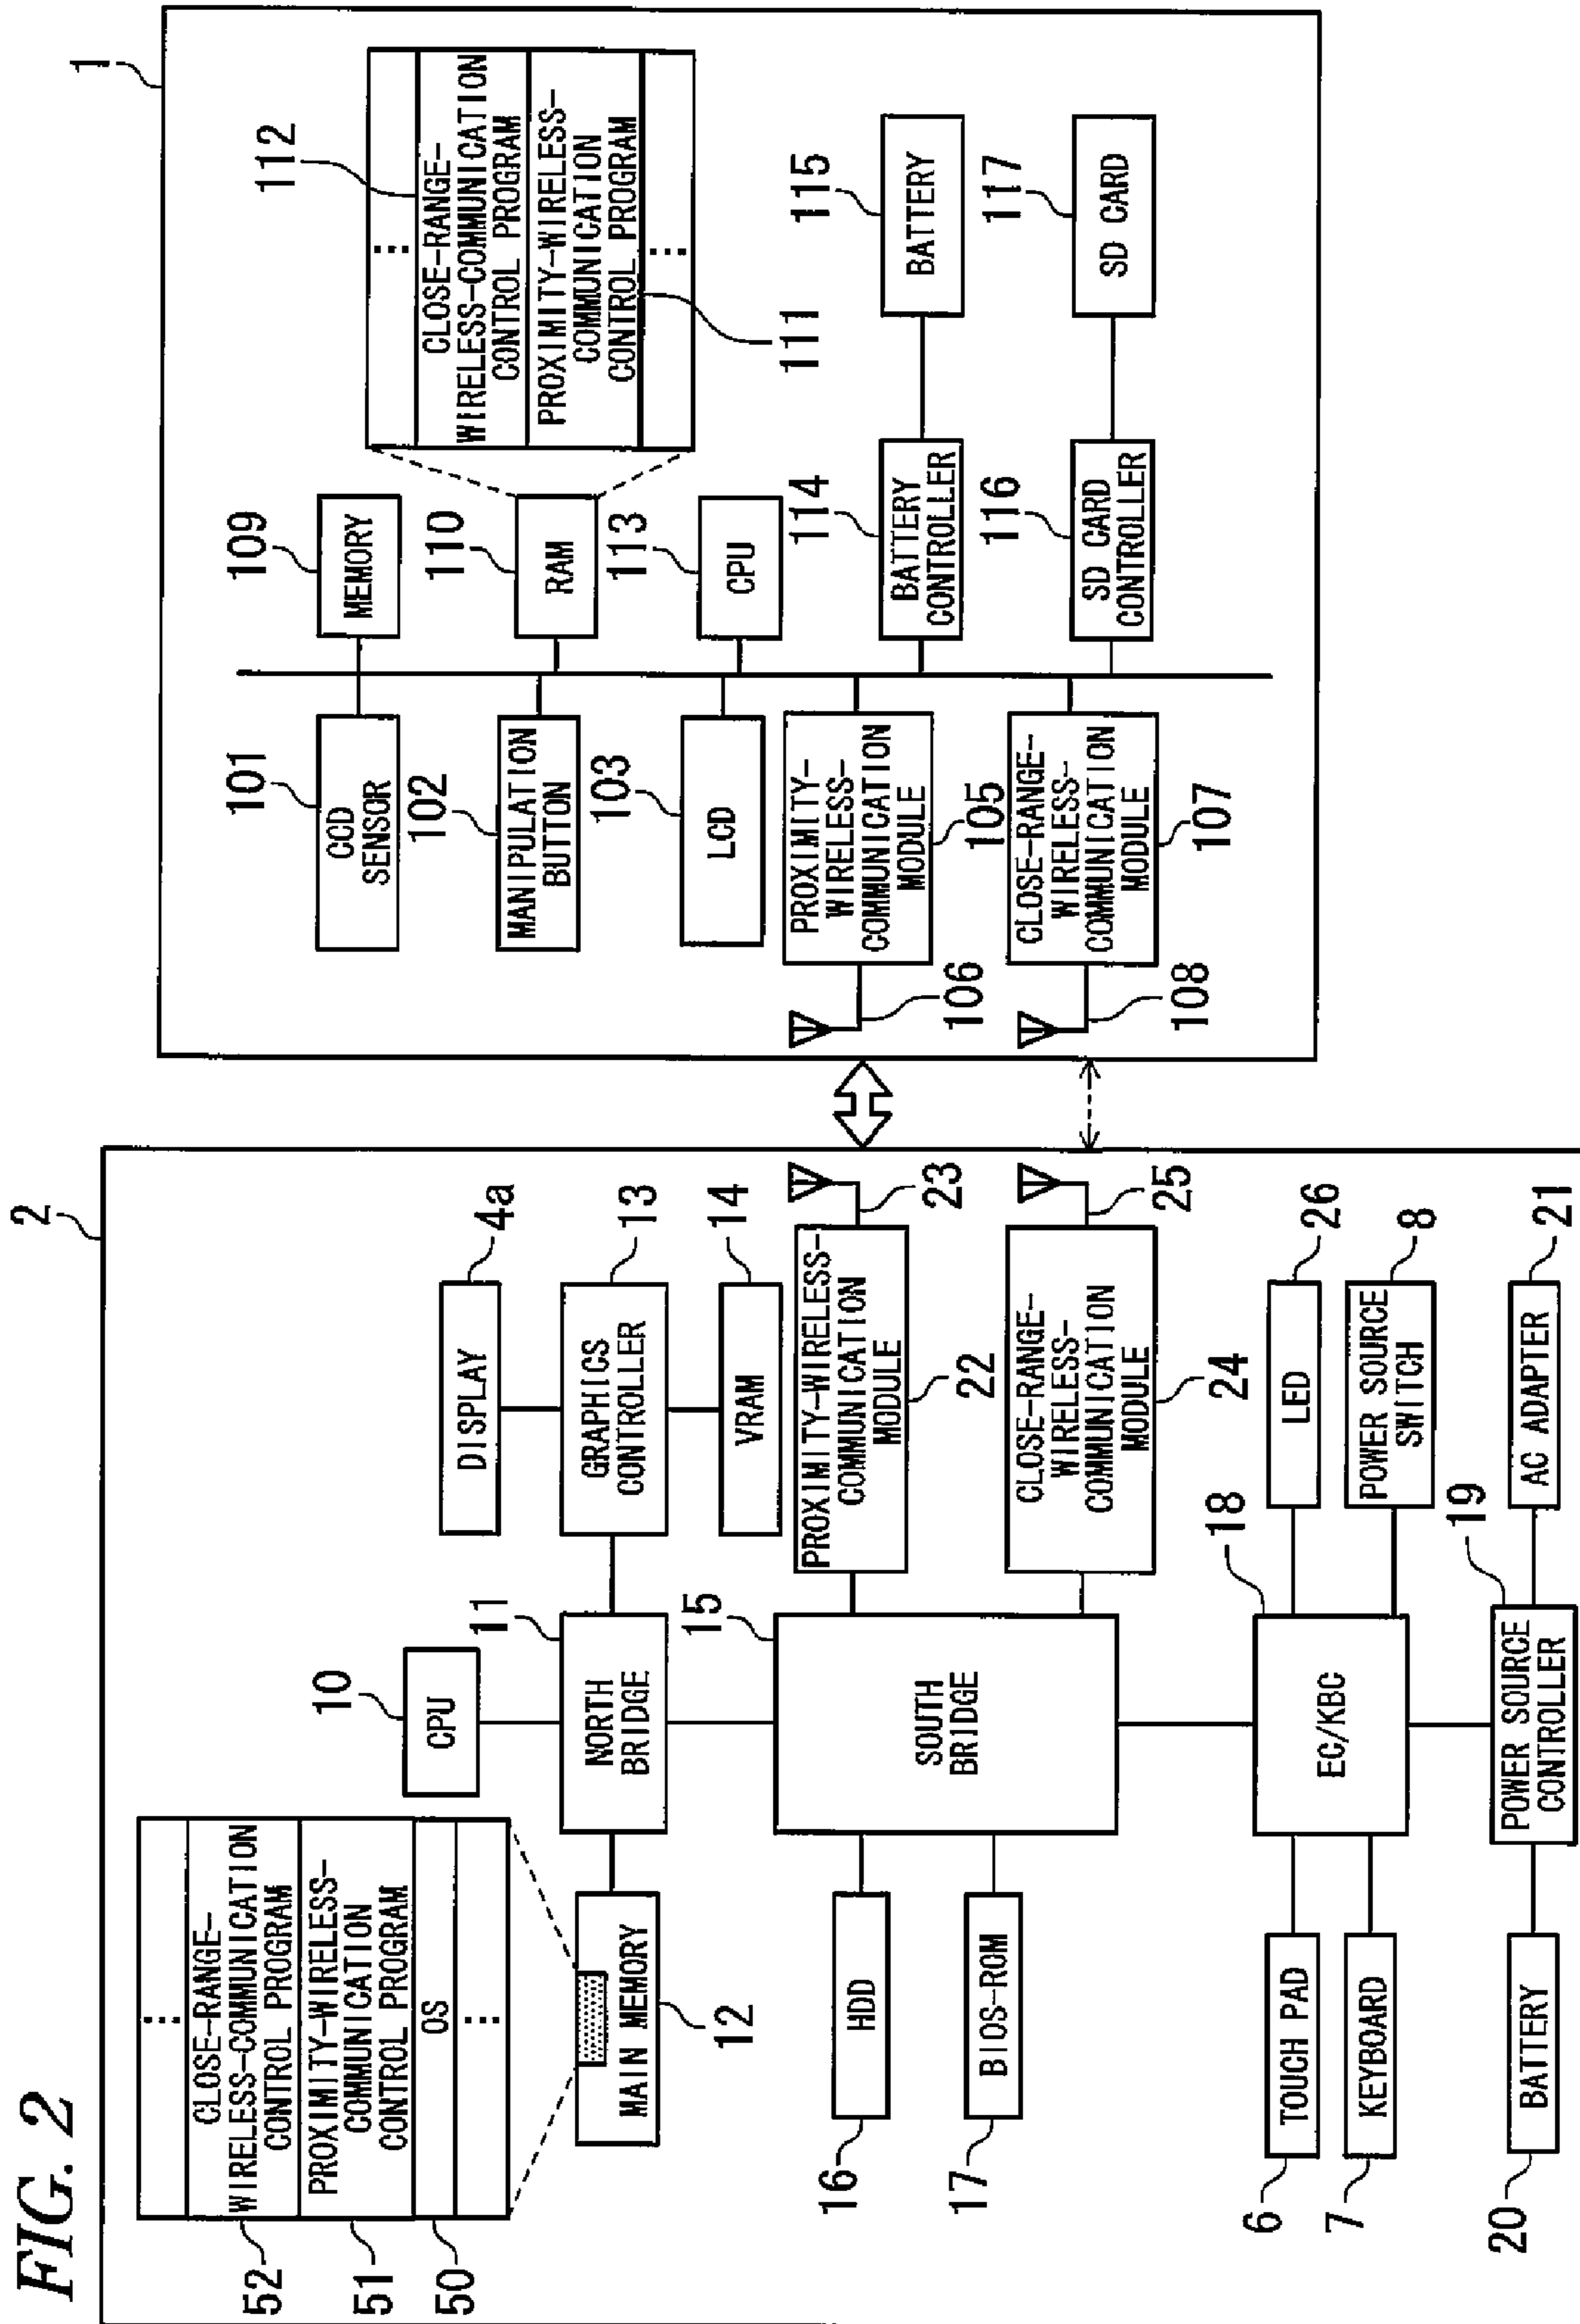 FIG. 2
2
52
51
50
⋮
CLOSE-RANGE-
WIRELESS-COMMUNICATION
CONTROL PROGRAM
PROXIMITY-WIRELESS-
COMMUNICATION
CONTROL PROGRAM
OS
⋮
MAIN MEMORY
12
10
CPU
11
NORTH
BRIDGE
DISPLAY
4a
GRAPHICS
CONTROLLER
13
VRAM
14
15
SOUTH
BRIDGE
16
HDD
17
BIOS-ROM
PROXIMITY-WIRELESS-
COMMUNICATION
MODULE
22
23
CLOSE-RANGE-
WIRELESS-
COMMUNICATION
MODULE
24
25
18
EC/KBC
6
TOUCH PAD
7
KEYBOARD
LED
26
POWER SOURCE
SWITCH
8
19
POWER SOURCE
CONTROLLER
20
BATTERY
AC ADAPTER
21
1
101
CCD
SENSOR
102
MANIPULATION
BUTTON
103
LCD
PROXIMITY-
WIRELESS-
COMMUNICATION
MODULE
105
106
CLOSE-RANGE-
WIRELESS-
COMMUNICATION
MODULE
107
108
109
MEMORY
110
RAM
113
CPU
114
BATTERY
CONTROLLER
115
BATTERY
116
SD CARD
CONTROLLER
117
SD CARD
112
⋮
CLOSE-RANGE-
WIRELESS-COMMUNICATION
CONTROL PROGRAM
PROXIMITY-WIRELESS-
COMMUNICATION
CONTROL PROGRAM
⋮
111